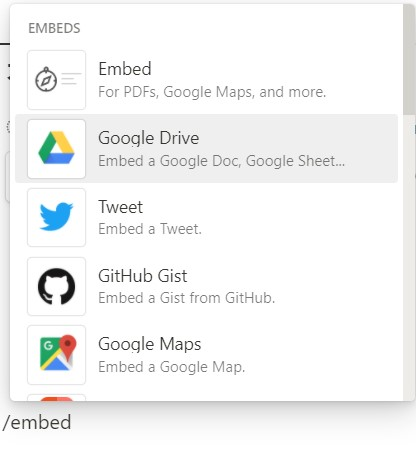 EMBEDS
Embed
For PDFs, Google Maps, and more.
Google Drive
Embed a Google Doc, Google Sheet...
Tweet
Embed a Tweet.
GitHub Gist
Embed a Gist from GitHub.
Google Maps
Embed a Google Map.
/embed